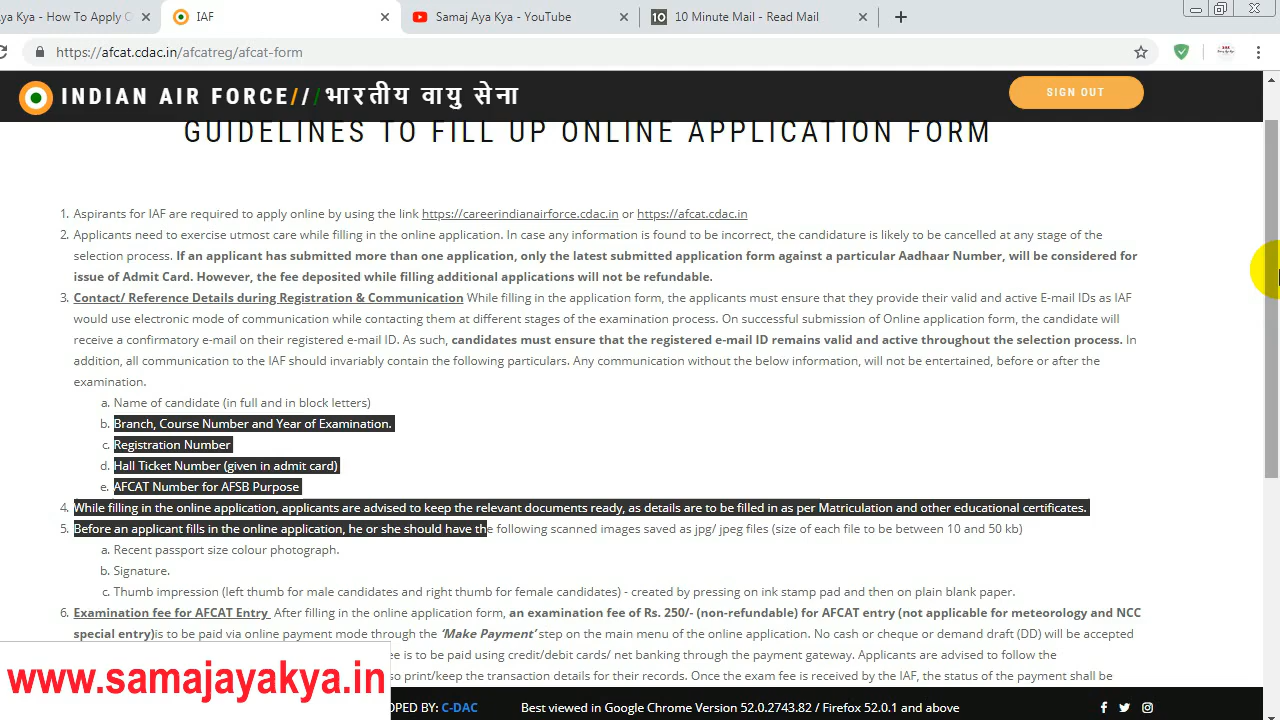 aya Kya - How To Apply O
IAF
Samaj Aya Kya - YouTube
10 10 Minute Mail - Read Mail
https://afcat.cdac.in/afcatreg/afcat-form
INDIAN AIR FORCE///भारतीय वायु सेना
SIGN OUT
GUIDELINES TO FILL UP ONLINE APPLICATION FORM
1. Aspirants for IAF are required to apply online by using the link https://careerindianairforce.cdac.in or https://afcat.cdac.in
2. Applicants need to exercise utmost care while filling in the online application. In case any information is found to be incorrect, the candidature is likely to be cancelled at any stage of the
selection process. If an applicant has submitted more than one application, only the latest submitted application form against a particular Aadhaar Number, will be considered for
issue of Admit Card. However, the fee deposited while filling additional applications will not be refundable.
3. Contact/ Reference Details during Registration & Communication While filling in the application form, the applicants must ensure that they provide their valid and active E-mail IDs as IAF
would use electronic mode of communication while contacting them at different stages of the examination process. On successful submission of Online application form, the candidate will
receive a confirmatory e-mail on their registered e-mail ID. As such, candidates must ensure that the registered e-mail ID remains valid and active throughout the selection process. In
addition, all communication to the IAF should invariably contain the following particulars. Any communication without the below information, will not be entertained, before or after the
examination.
a. Name of candidate (in full and in block letters)
b. Branch, Course Number and Year of Examination.
c. Registration Number
d. Hall Ticket Number (given in admit card)
e. AFCAT Number for AFSB Purpose
4. While filling in the online application, applicants are advised to keep the relevant documents ready, as details are to be filled in as per Matriculation and other educational certificates.
5. Before an applicant fills in the online application, he or she should have the following scanned images saved as jpg/ jpeg files (size of each file to be between 10 and 50 kb)
a. Recent passport size colour photograph.
b. Signature.
c. Thumb impression (left thumb for male candidates and right thumb for female candidates) - created by pressing on ink stamp pad and then on plain blank paper.
6. Examination fee for AFCAT Entry After filling in the online application form, an examination fee of Rs. 250/- (non-refundable) for AFCAT entry (not applicable for meteorology and NCC
special entry)is to be paid via online payment mode through the 'Make Payment' step on the main menu of the online application. No cash or cheque or demand draft (DD) will be accepted
ee is to be paid using credit/debit cards/ net banking through the payment gateway. Applicants are advised to follow the
so print/keep the transaction details for their records. Once the exam fee is received by the IAF, the status of the payment shall be
www.samajayakya.in
OPED BY: C-DAC
Best viewed in Google Chrome Version 52.0.2743.82 / Firefox 52.0.1 and above